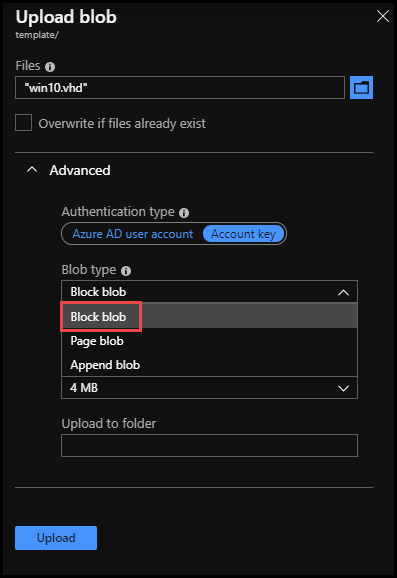 Upload blob
template/
Files
"win10.vhd"
Overwrite if files already exist
Advanced
Authentication type
Azure AD user account Account key
Blob type
Block blob
Block blob
Page blob
Append blob
4 MB
Upload to folder
Upload